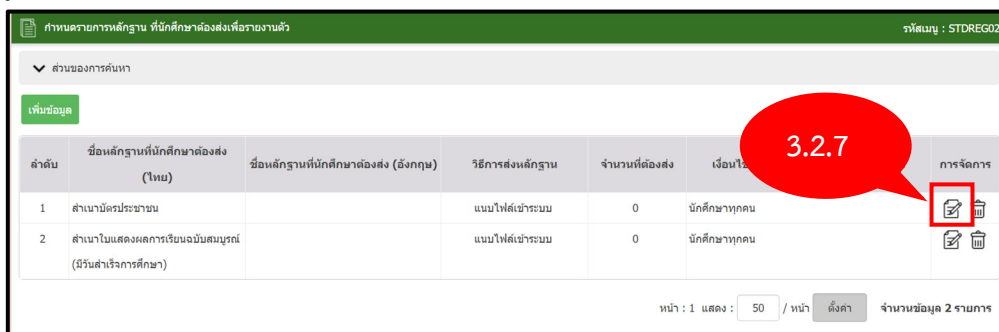 กำหนดรายการหลักฐาน ที่นักศึกษาต้องส่งเพื่อรายงานตัว รหัสเมนู : STDREG02
ส่วนของการค้นหา
เพิ่มข้อมูล
3.2.7
ลำดับ ชื่อหลักฐานที่นักศึกษาต้องส่ง (ไทย) ชื่อหลักฐานที่นักศึกษาต้องส่ง (อังกฤษ) วิธีการส่งหลักฐาน จำนวนที่ต้องส่ง การจัดการ
1 สำเนาบัตรประชาชน แนบไฟล์เข้าระบบ 0 นักศึกษาทุกคน
2 สำเนาใบแสดงผลการเรียนฉบับสมบูรณ์ แนบไฟล์เข้าระบบ 0 นักศึกษาทุกคน
(มีวันสำเร็จการศึกษา)
หน้า : 1 แสดง : 50 / หน้า ตั้งค่า จำนวนข้อมูล 2 รายการ